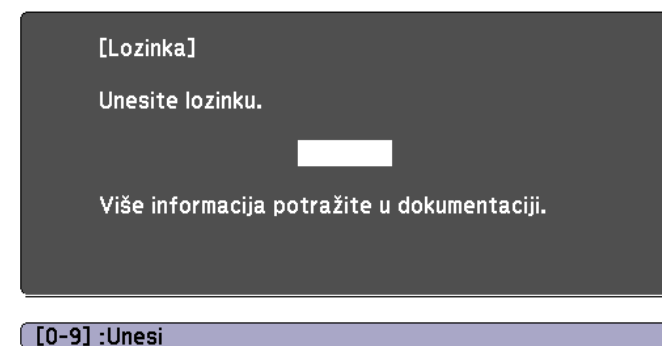 [Lozinka]
Unesite lozinku.
Više informacija potražite u dokumentaciji.
[0-9] :Unesi